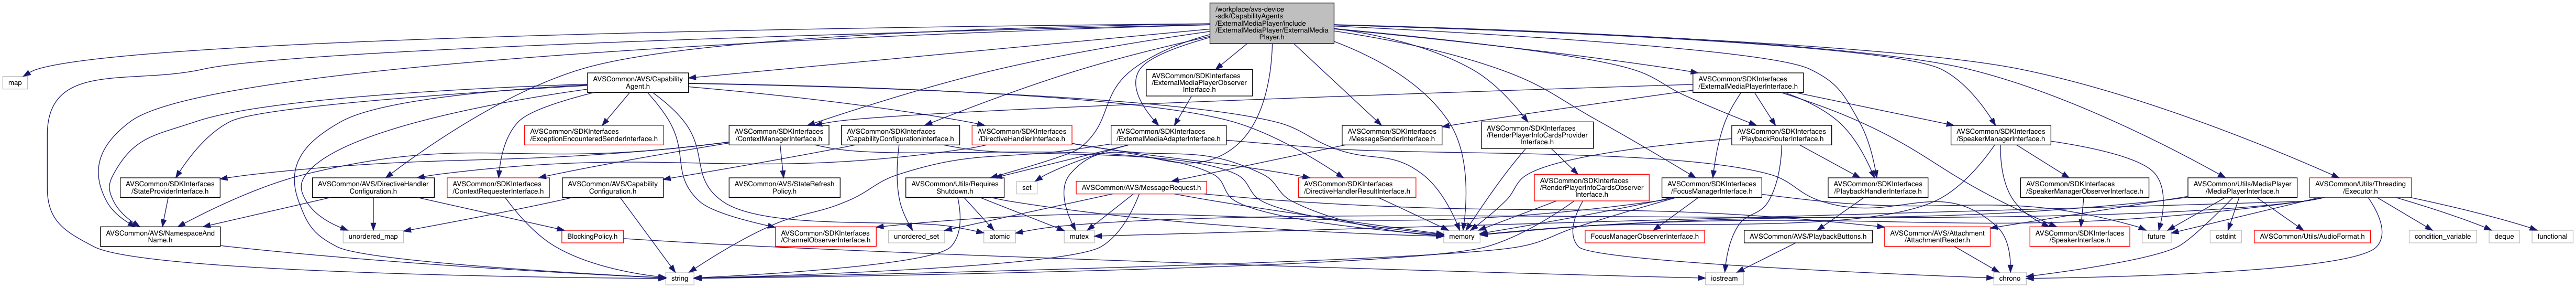 /workplace/avs-device
-sdk/CapabilityAgents
/ExternalMediaPlayer/include
/ExternalMediaPlayer/ExternalMedia
Player.h
map
AVSCommon/AVS/Capability
Agent.h
AVSCommon/SDKInterfaces
/ExternalMediaPlayerObserver
Interface.h
AVSCommon/SDKInterfaces
/ExternalMediaPlayerInterface.h
AVSCommon/SDKInterfaces
/ExceptionEncounteredSenderInterface.h
AVSCommon/SDKInterfaces
/ContextManagerInterface.h
AVSCommon/SDKInterfaces
/CapabilityConfigurationInterface.h
AVSCommon/SDKInterfaces
/DirectiveHandlerInterface.h
AVSCommon/SDKInterfaces
/ExternalMediaAdapterInterface.h
AVSCommon/SDKInterfaces
/MessageSenderInterface.h
AVSCommon/SDKInterfaces
/RenderPlayerInfoCardsProvider
Interface.h
AVSCommon/SDKInterfaces
/PlaybackRouterInterface.h
AVSCommon/SDKInterfaces
/SpeakerManagerInterface.h
AVSCommon/SDKInterfaces
/StateProviderInterface.h
AVSCommon/AVS/DirectiveHandler
Configuration.h
AVSCommon/SDKInterfaces
/ContextRequesterInterface.h
AVSCommon/AVS/Capability
Configuration.h
AVSCommon/AVS/StateRefresh
Policy.h
AVSCommon/Utils/Requires
Shutdown.h
set
AVSCommon/AVS/MessageRequest.h
AVSCommon/SDKInterfaces
/DirectiveHandlerResultInterface.h
AVSCommon/SDKInterfaces
/RenderPlayerInfoCardsObserver
Interface.h
AVSCommon/SDKInterfaces
/FocusManagerInterface.h
AVSCommon/SDKInterfaces
/PlaybackHandlerInterface.h
AVSCommon/SDKInterfaces
/SpeakerManagerObserverInterface.h
AVSCommon/Utils/MediaPlayer
/MediaPlayerInterface.h
AVSCommon/Utils/Threading
/Executor.h
AVSCommon/AVS/NamespaceAnd
Name.h
unordered_map
BlockingPolicy.h
AVSCommon/SDKInterfaces
/ChannelObserverInterface.h
unordered_set
atomic
mutex
memory
FocusManagerObserverInterface.h
AVSCommon/AVS/PlaybackButtons.h
AVSCommon/AVS/Attachment
/AttachmentReader.h
AVSCommon/SDKInterfaces
/SpeakerInterface.h
future
cstdint
AVSCommon/Utils/AudioFormat.h
condition_variable
deque
functional
string
iostream
chrono